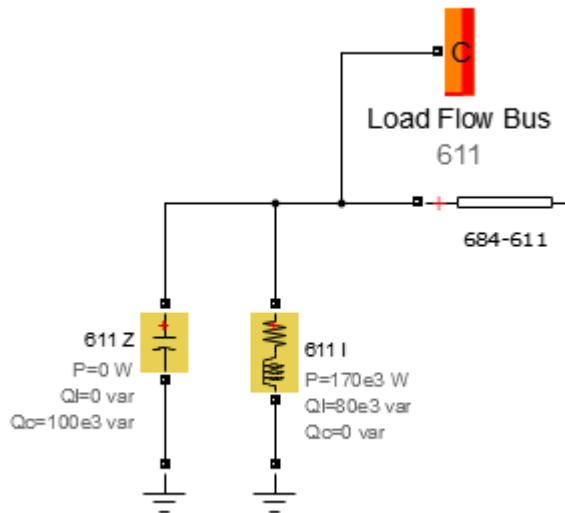 C
Load Flow Bus
611
684-611
611 Z
P=0 W
Ql=0 var
Qc=100e3 var
611 I
P=170e3 W
Ql=80e3 var
Qc=0 var